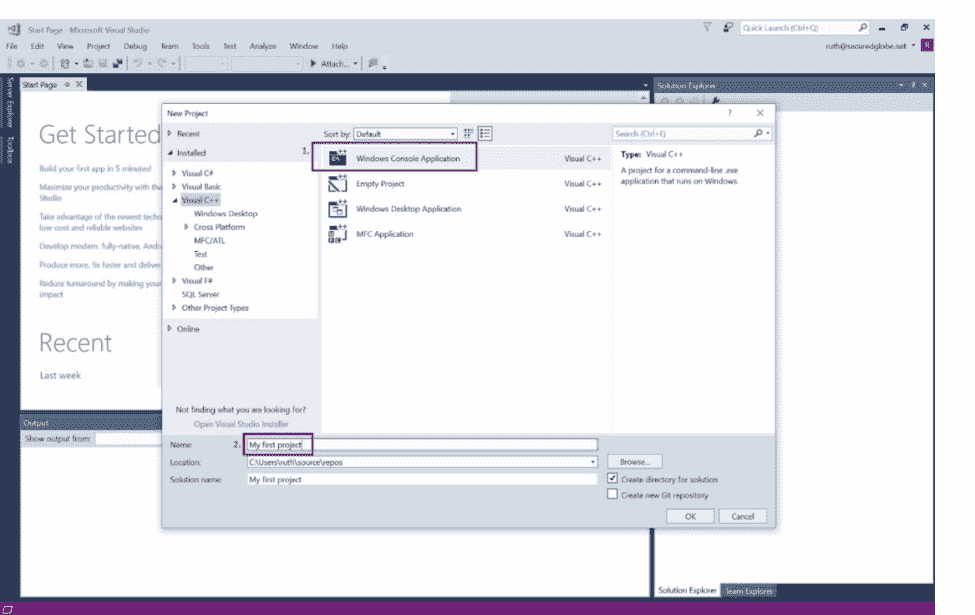 Start Page - Microsoft Visual Studio
Quick Launch (Ctrl+Q)
File Edit View Project Debug Team Tools Test Analyze Window Help
ruth@securedglobe.net R
Attach...
Server Explorer
Toolbox
Start Page
Solution Explorer
Get Started
Build your first app in 5 minutes!
Maximize your productivity with the
Studio
Take advantage of the newest techn
low-cost and reliable websites
Develop modern, fully-native, Andr
Produce more, fix faster and deliver
Reduce turnaround by making your
impact
Recent
Last week
New Project
Recent
Installed
Visual C#
Visual Basic
Visual C++
Windows Desktop
Cross Platform
MFC/ATL
Test
Other
Visual F#
SQL Server
Other Project Types
Online
Not finding what you are looking for?
Open Visual Studio Installer
Sort by: Default
Search (Ctrl+E)
1.
Windows Console Application Visual C++
Empty Project Visual C++
Windows Desktop Application Visual C++
MFC Application Visual C++
Type: Visual C++
A project for a command-line .exe
application that runs on Windows.
Name: 2. My first project
Location: C:\Users\ruth\source\repos Browse...
Solution name: My first project
Create directory for solution
Create new Git repository
OK Cancel
Output
Show output from:
Solution Explorer Team Explorer